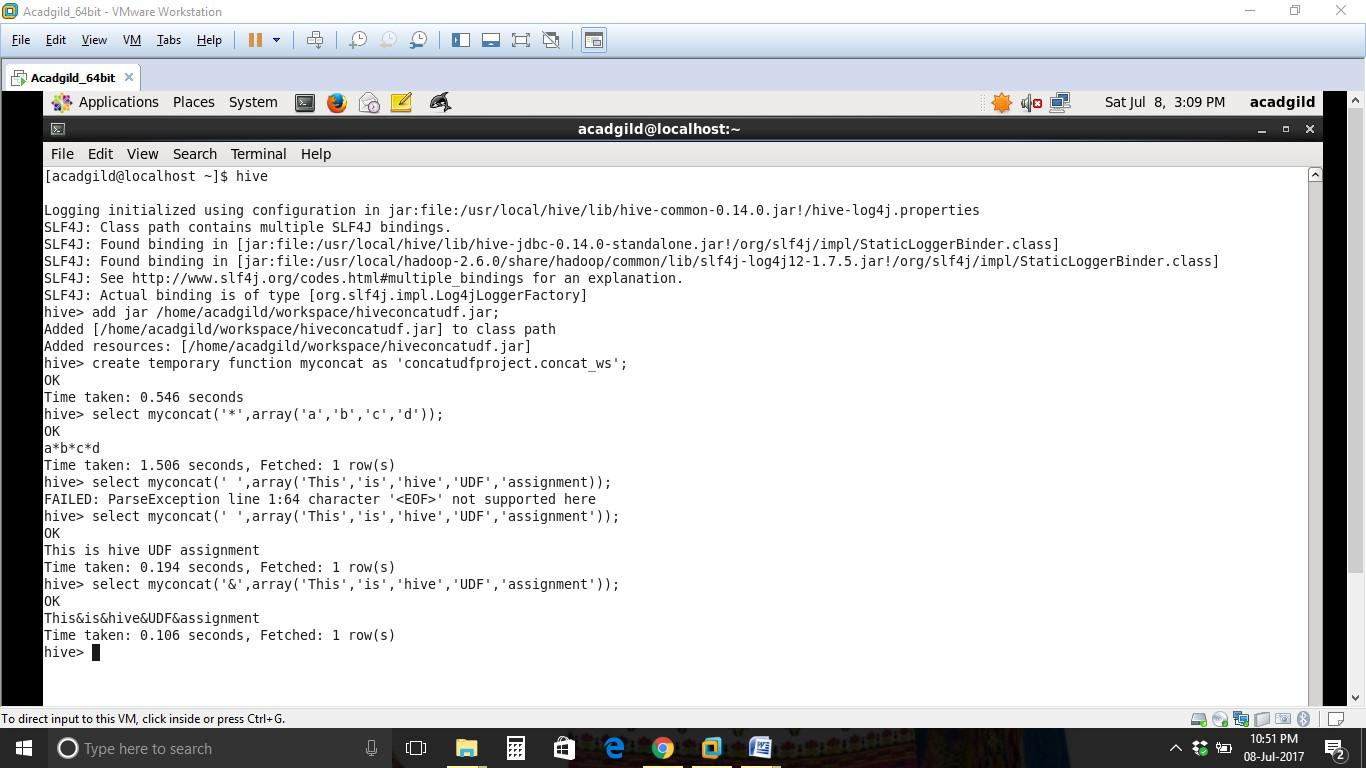 Acadgild_64bit - VMware Workstation
File Edit View VM Tabs Help
Acadgild_64bit
Applications Places System Sat Jul 8, 3:09 PM acadgild
acadgild@localhost:~
File Edit View Search Terminal Help
[acadgild@localhost ~]$ hive
Logging initialized using configuration in jar:file:/usr/local/hive/lib/hive-common-0.14.0.jar!/hive-log4j.properties
SLF4J: Class path contains multiple SLF4J bindings.
SLF4J: Found binding in [jar:file:/usr/local/hive/lib/hive-jdbc-0.14.0-standalone.jar!/org/slf4j/impl/StaticLoggerBinder.class]
SLF4J: Found binding in [jar:file:/usr/local/hadoop-2.6.0/share/hadoop/common/lib/slf4j-log4j12-1.7.5.jar!/org/slf4j/impl/StaticLoggerBinder.class]
SLF4J: See http://www.slf4j.org/codes.html#multiple_bindings for an explanation.
SLF4J: Actual binding is of type [org.slf4j.impl.Log4jLoggerFactory]
hive> add jar /home/acadgild/workspace/hiveconcatudf.jar;
Added [/home/acadgild/workspace/hiveconcatudf.jar] to class path
Added resources: [/home/acadgild/workspace/hiveconcatudf.jar]
hive> create temporary function myconcat as 'concatudfproject.concat_ws';
OK
Time taken: 0.546 seconds
hive> select myconcat('*',array('a','b','c','d'));
OK
a*b*c*d
Time taken: 1.506 seconds, Fetched: 1 row(s)
hive> select myconcat(' ',array('This','is','hive','UDF','assignment));
FAILED: ParseException line 1:64 character '<EOF>' not supported here
hive> select myconcat(' ',array('This','is','hive','UDF','assignment'));
OK
This is hive UDF assignment
Time taken: 0.194 seconds, Fetched: 1 row(s)
hive> select myconcat('&',array('This','is','hive','UDF','assignment'));
OK
This&is&hive&UDF&assignment
Time taken: 0.106 seconds, Fetched: 1 row(s)
hive>
To direct input to this VM, click inside or press Ctrl+G.
Type here to search
10:51 PM
08-Jul-2017
2